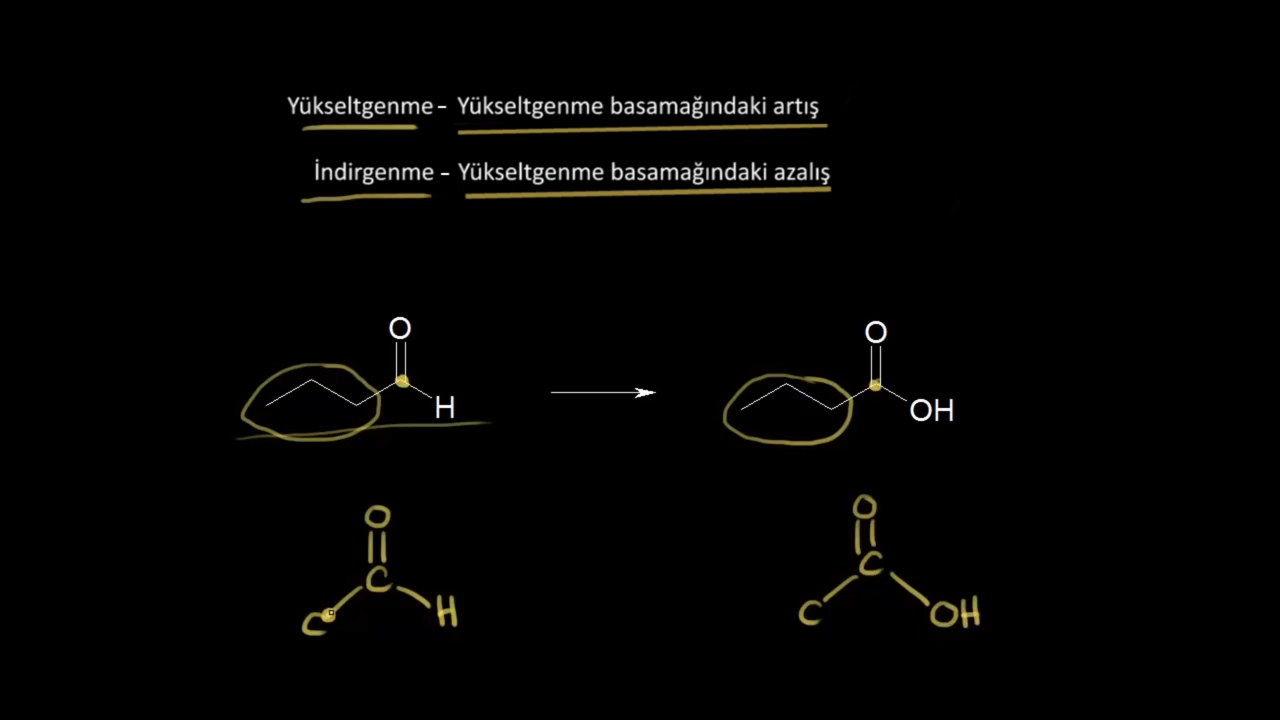 Yükseltgenme – Yükseltgenme basamağındaki artış
İndirgenme – Yükseltgenme basamağındaki azalış
O
H
O
OH
O
C
C
H
O
C
C
OH